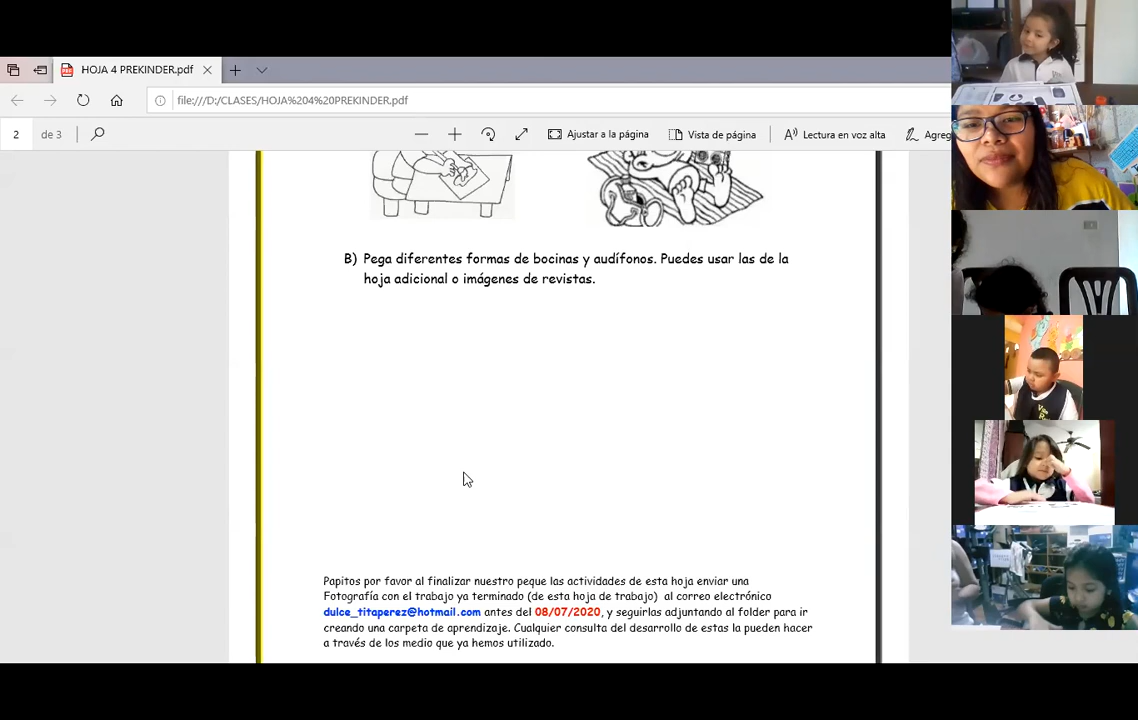 HOJA 4 PREKINDER.pdf
file:///D:/CLASES/HOJA%204%20PREKINDER.pdf
2 de 3 Ajustar a la página Vista de página Lectura en voz alta Agreg
B) Pega diferentes formas de bocinas y audífonos. Puedes usar las de la
hoja adicional o imágenes de revistas.
Papitos por favor al finalizar nuestro peque las actividades de esta hoja enviar una
Fotografía con el trabajo ya terminado (de esta hoja de trabajo) al correo electrónico
dulce_titaperez@hotmail.com antes del 08/07/2020, y seguirlas adjuntando al folder para ir
creando una carpeta de aprendizaje. Cualquier consulta del desarrollo de estas la pueden hacer
a través de los medio que ya hemos utilizado.